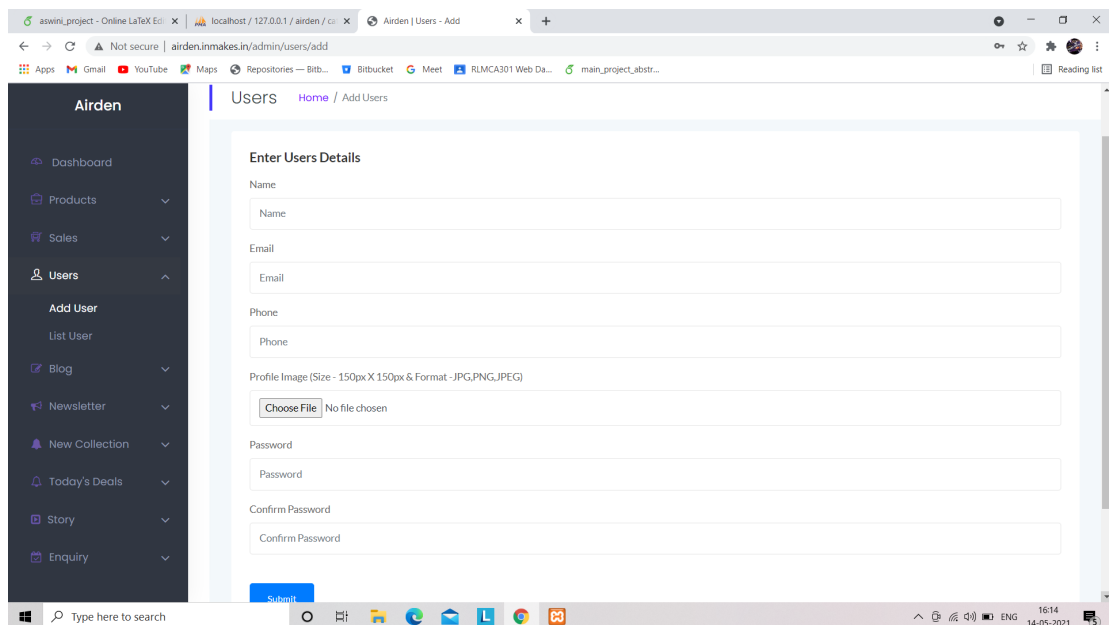 aswini_project - Online LaTeX Edi
localhost / 127.0.0.1 / airden / ca
Airden | Users - Add
Not secure | airden.inmakes.in/admin/users/add
Apps Gmail YouTube Maps Repositories — Bitb... Bitbucket Meet RLMCA301 Web Da... main_project_abstr... Reading list
Airden
Dashboard
Products
Sales
Users
Add User
List User
Blog
Newsletter
New Collection
Today's Deals
Story
Enquiry
Users Home / Add Users
Enter Users Details
Name
Name
Email
Email
Phone
Phone
Profile Image (Size - 150px X 150px & Format -JPG,PNG,JPEG)
Choose File No file chosen
Password
Password
Confirm Password
Confirm Password
Submit
Type here to search
L
ENG
16:14
14-05-2021
5